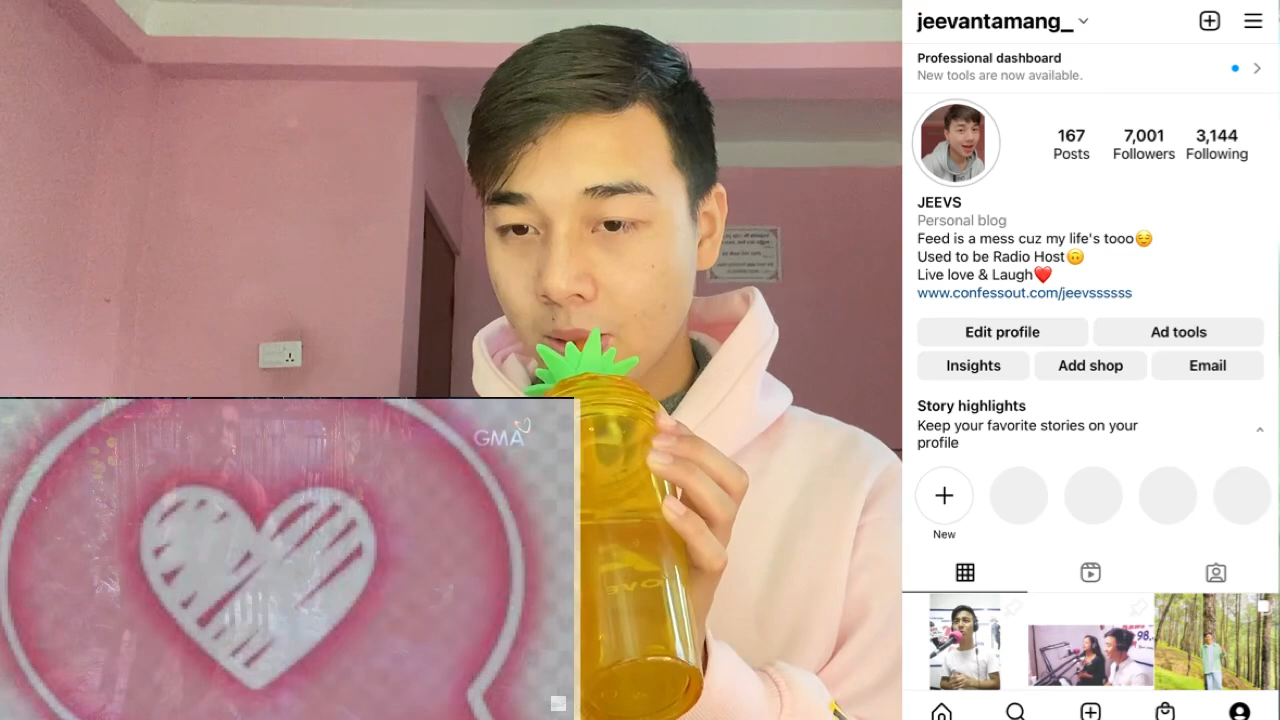 GMA
jeevantamang_
Professional dashboard
New tools are now available.
167 7,001 3,144
Posts Followers Following
JEEVS
Personal blog
Feed is a mess cuz my life's tooo😌
Used to be Radio Host🙃
Live love & Laugh❤️
www.confessout.com/jeevssssss
Edit profile Ad tools
Insights Add shop Email
Story highlights
Keep your favorite stories on your
profile
New
98.